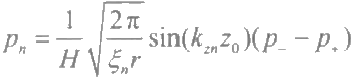 p_n = \frac{1}{H} \sqrt{\frac{2\pi}{\xi_n r}} \sin(k_{zn} z_0)(p_- - p_+)